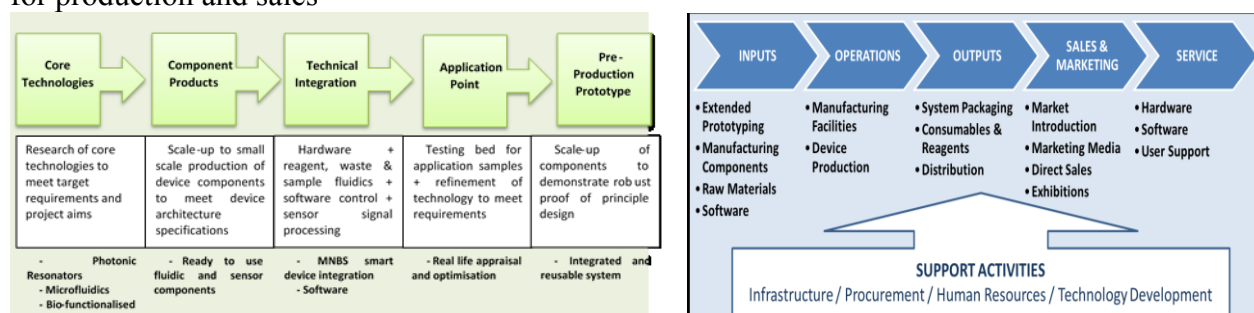 for production and sales
Core
Technologies
Component
Products
Technical
Integration
Application
Point
Pre -
Production
Prototype
Research of core
technologies to
meet target
requirements and
project aims
Scale-up to small
scale production of
device components
to meet device
architecture
specifications
Hardware +
reagent, waste &
sample fluidics +
software control +
sensor signal
processing
Testing bed for
application samples
+ refinement of
technology to meet
requirements
Scale-up of
components to
demonstrate robust
proof of principle
design
- Photonic
Resonators
- Microfluidics
- Bio-functionalised
- Ready to use
fluidic and sensor
components
- MNBS smart
device integration
- Software
- Real life appraisal
and optimisation
- Integrated and
reusable system
INPUTS
OPERATIONS
OUTPUTS
SALES &
MARKETING
SERVICE
• Extended
Prototyping
• Manufacturing
Components
• Raw Materials
• Software
• Manufacturing
Facilities
• Device
Production
• System Packaging
• Consumables &
Reagents
• Distribution
• Market
Introduction
• Marketing Media
• Direct Sales
• Exhibitions
• Hardware
• Software
• User Support
SUPPORT ACTIVITIES
Infrastructure / Procurement / Human Resources / Technology Development